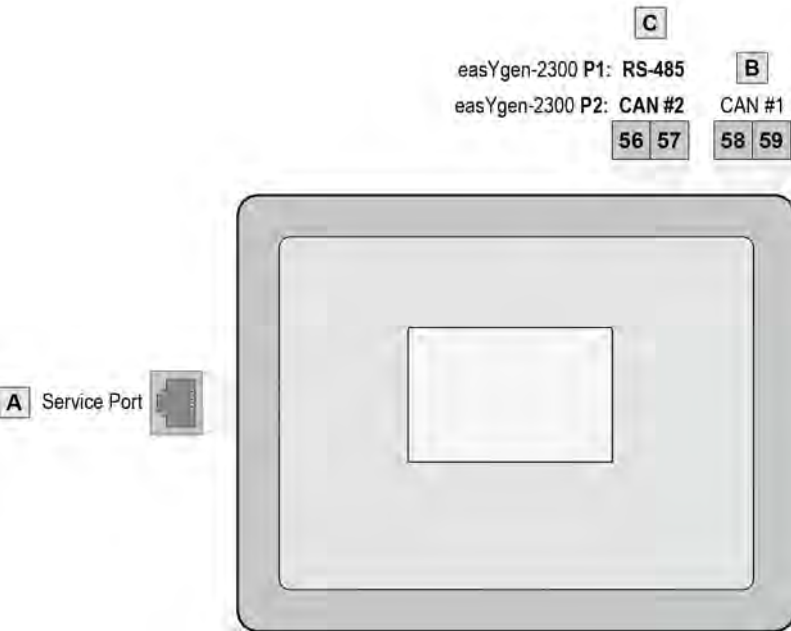 C
easYgen-2300 P1: RS-485
B
easYgen-2300 P2: CAN #2
CAN #1
56 57
58 59
A Service Port